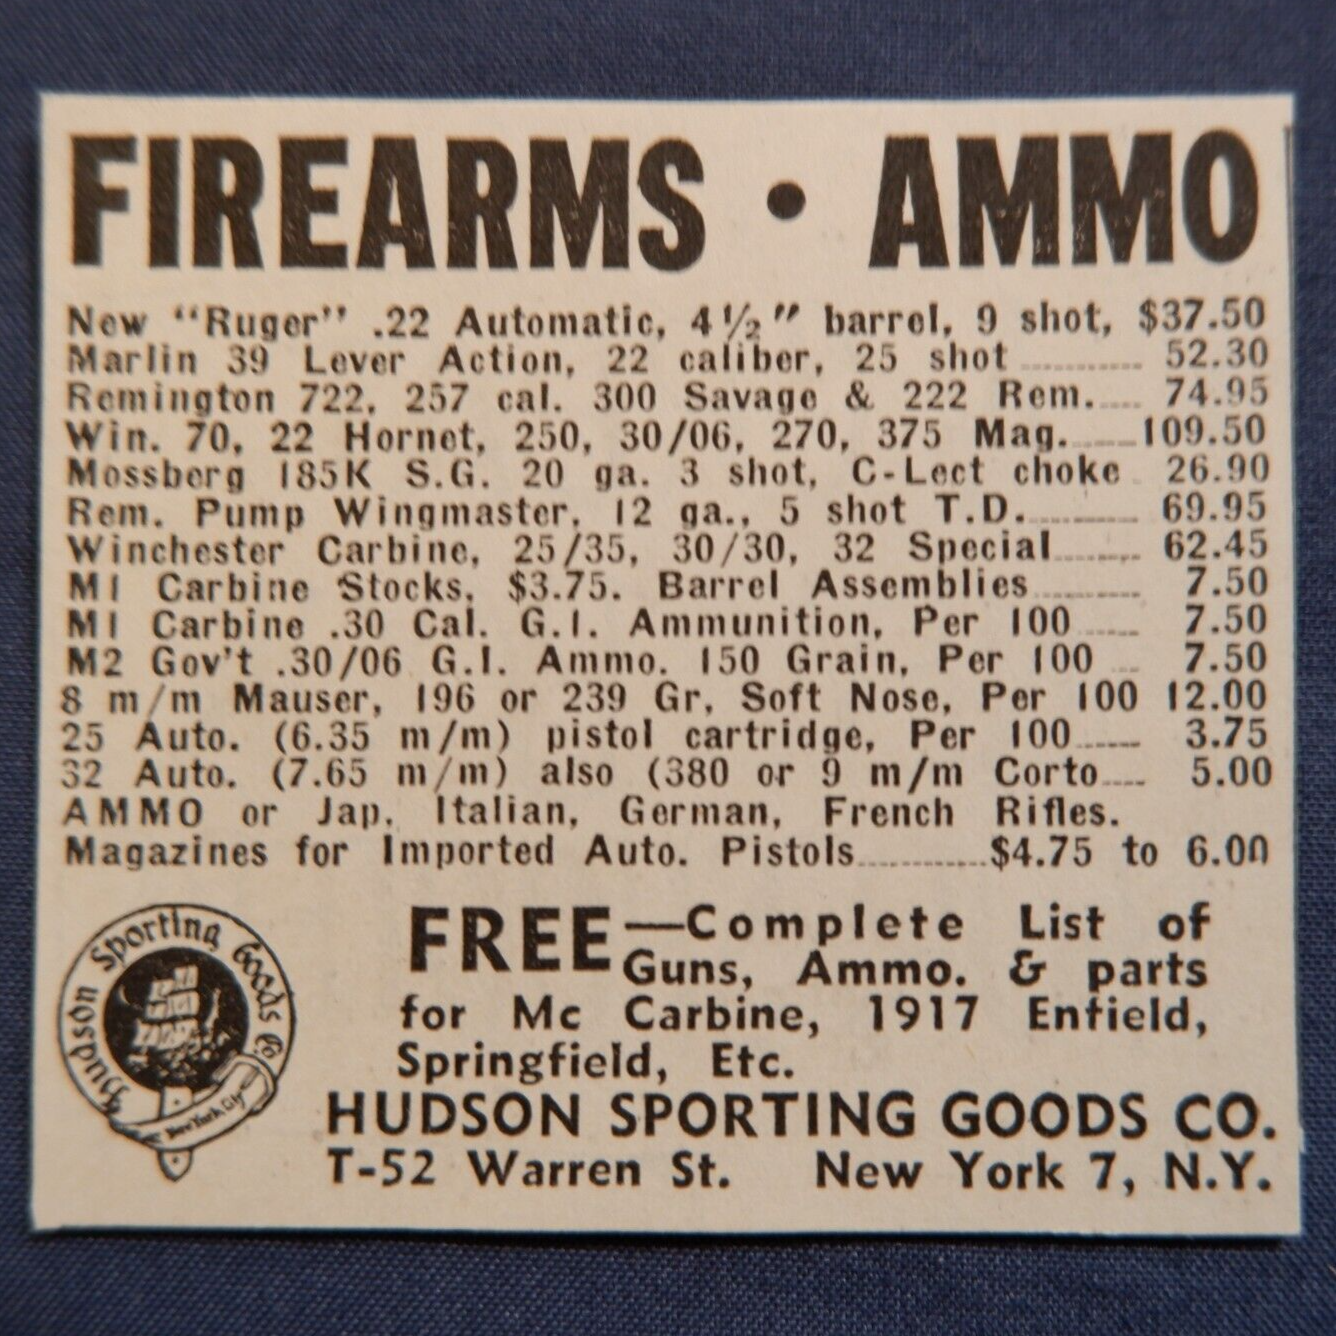 FIREARMS • AMMO
New "Ruger" .22 Automatic, 4½" barrel, 9 shot, $37.50
Marlin 39 Lever Action, 22 caliber, 25 shot 52.30
Remington 722, 257 cal. 300 Savage & 222 Rem. 74.95
Win. 70, 22 Hornet, 250, 30/06, 270, 375 Mag. 109.50
Mossberg 185K S.G. 20 ga. 3 shot, C-Lect choke 26.90
Rem. Pump Wingmaster, 12 ga., 5 shot T.D. 69.95
Winchester Carbine, 25/35, 30/30, 32 Special 62.45
M1 Carbine Stocks, $3.75. Barrel Assemblies 7.50
M1 Carbine .30 Cal. G.I. Ammunition, Per 100 7.50
M2 Gov't .30/06 G.I. Ammo. 150 Grain, Per 100 7.50
8 m/m Mauser, 196 or 239 Gr, Soft Nose, Per 100 12.00
25 Auto. (6.35 m/m) pistol cartridge, Per 100 3.75
32 Auto. (7.65 m/m) also (380 or 9 m/m Corto 5.00
AMMO or Jap. Italian, German, French Rifles.
Magazines for Imported Auto. Pistols $4.75 to 6.00
FREE—Complete List of
Guns, Ammo. & parts
for Mc Carbine, 1917 Enfield,
Springfield, Etc.
Hudson Sporting Goods Co.
New York City
HUDSON SPORTING GOODS CO.
T-52 Warren St. New York 7, N.Y.